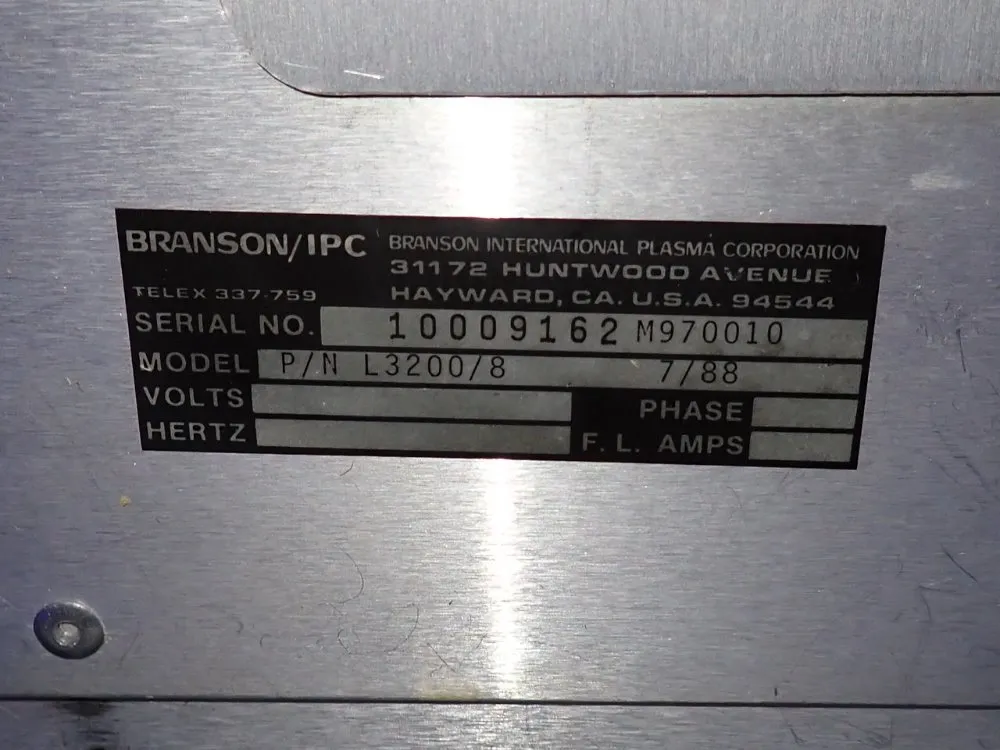 BRANSON/IPC BRANSON INTERNATIONAL PLASMA CORPORATION
31172 HUNTWOOD AVENUE
TELEX 337-759 HAYWARD, CA. U.S.A. 94544
SERIAL NO. 10009162 M970010
MODEL P/N L3200/8 7/88
VOLTS PHASE
HERTZ F. L. AMPS